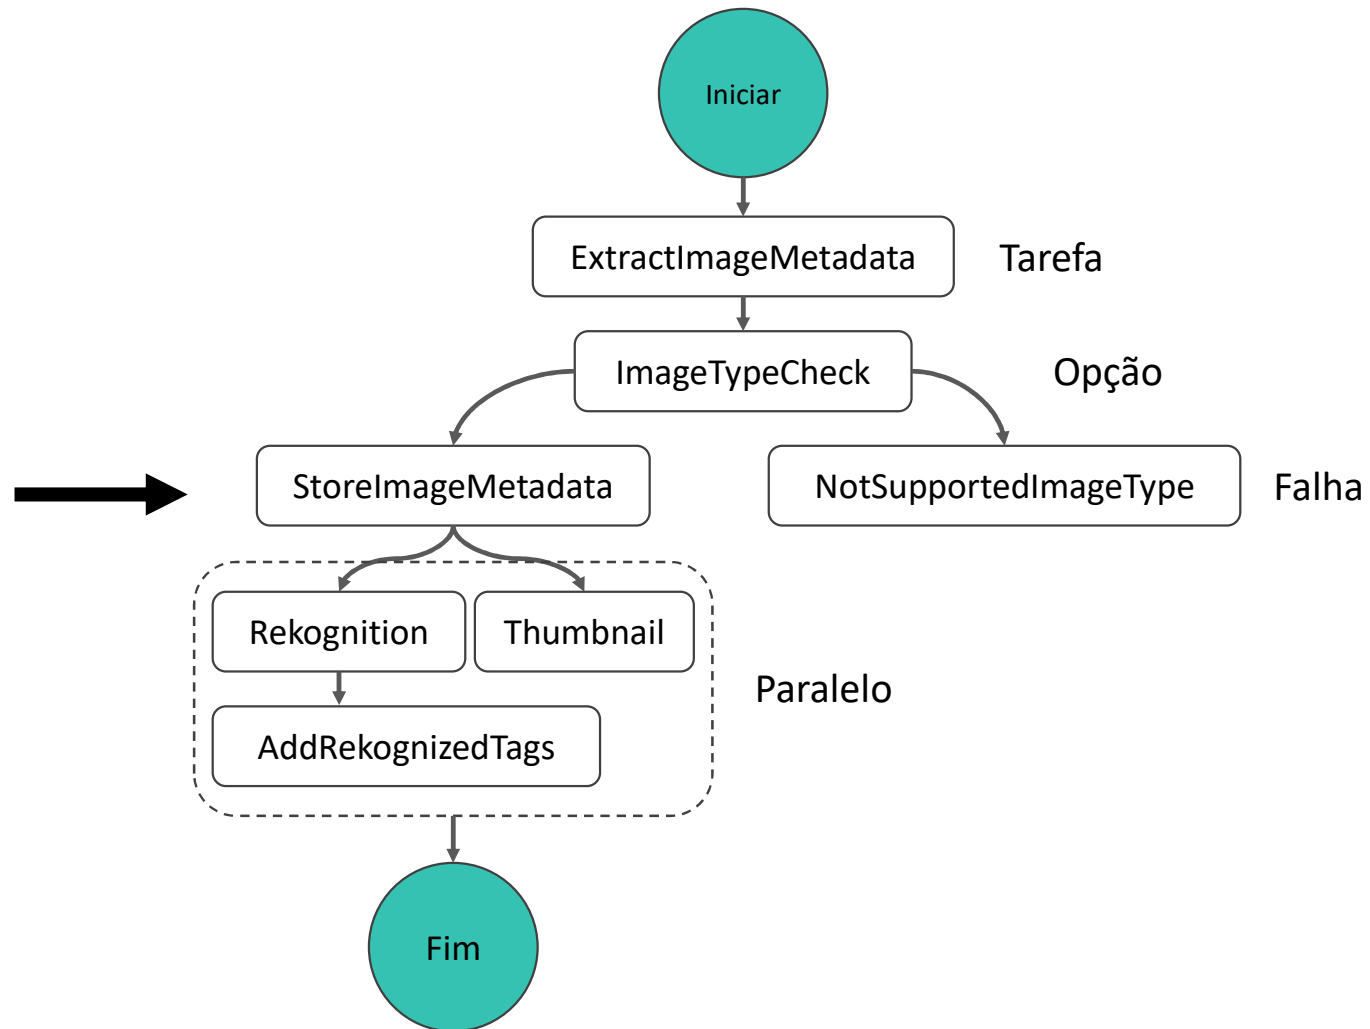 Iniciar
ExtractImageMetadata
Tarefa
ImageTypeCheck
Opção
StoreImageMetadata
NotSupportedImageType
Falha
Rekognition
Thumbnail
Paralelo
AddRekognizedTags
Fim